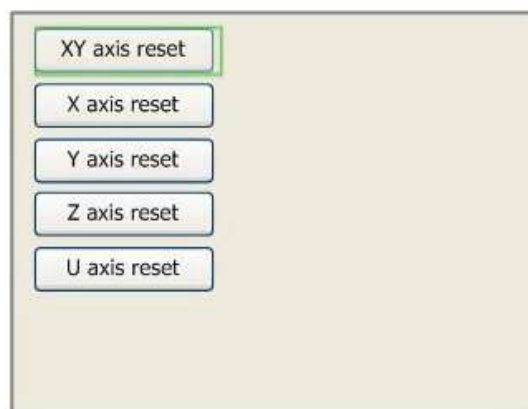 XY axis reset
X axis reset
Y axis reset
Z axis reset
U axis reset